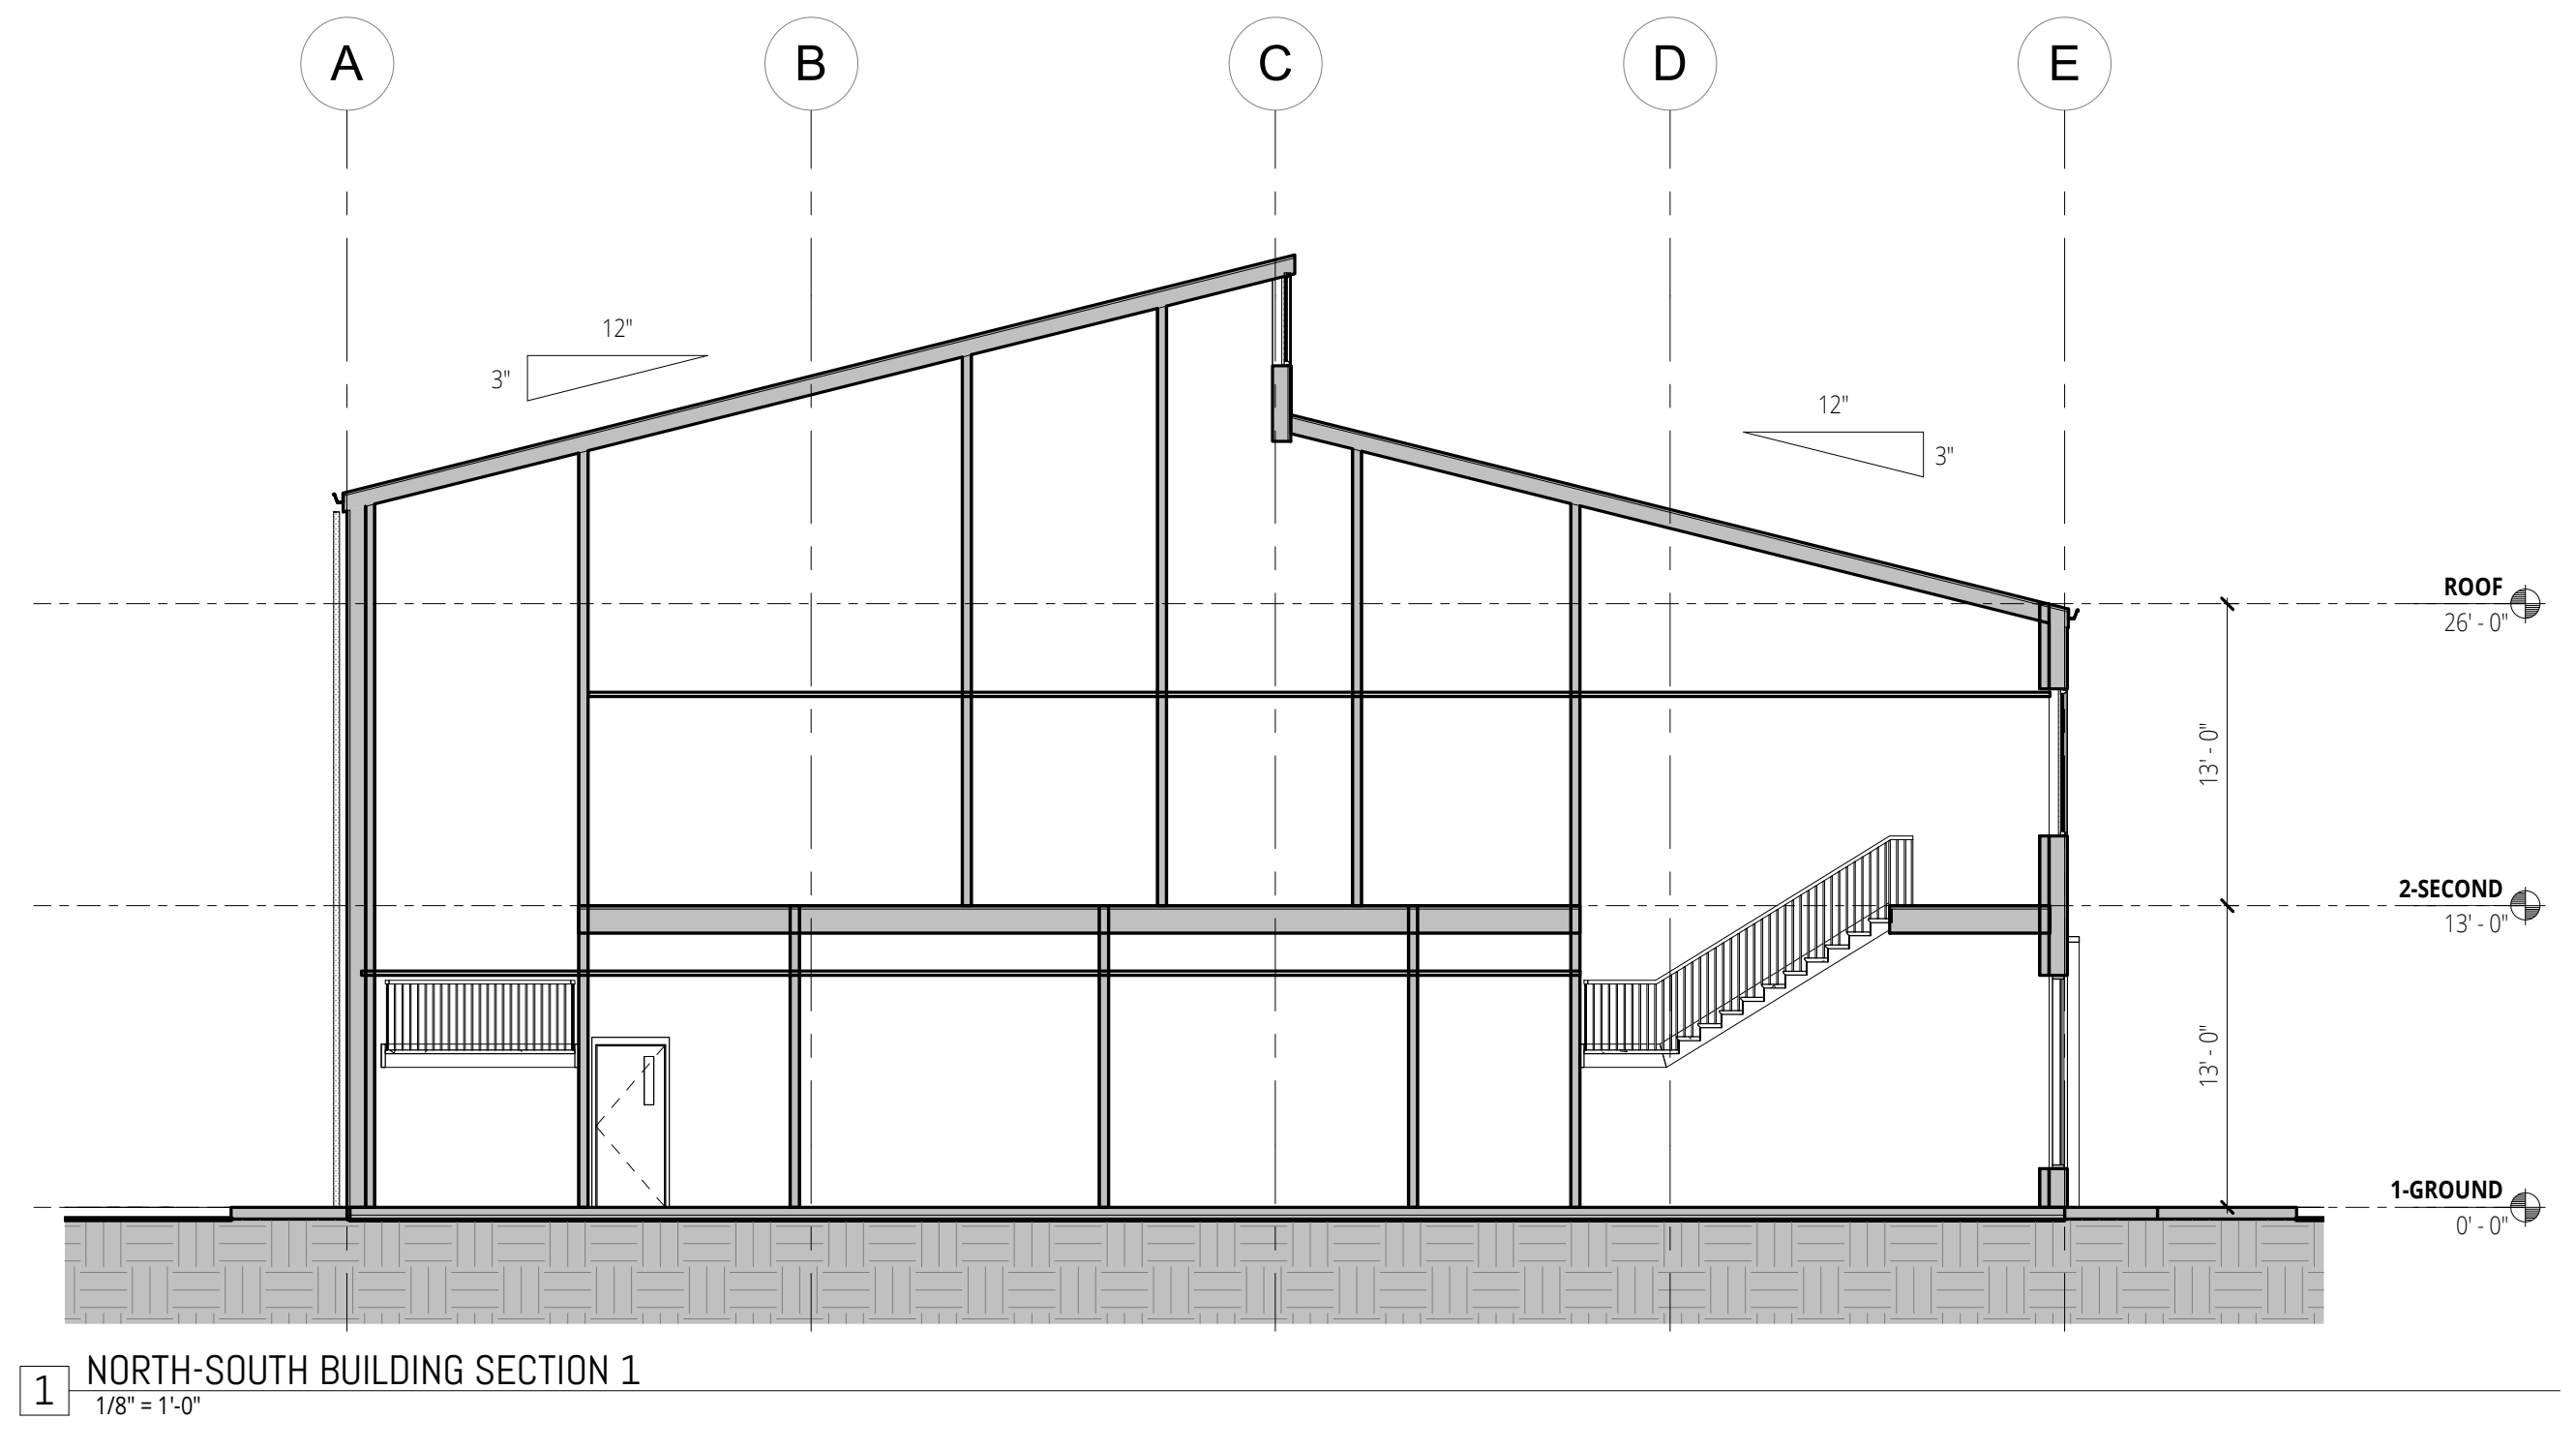 A B C D E
12"
3"
12"
3"
ROOF
26' - 0"
13' - 0"
2-SECOND
13' - 0"
13' - 0"
1-GROUND
0' - 0"
1 NORTH-SOUTH BUILDING SECTION 1
1/8" = 1'-0"